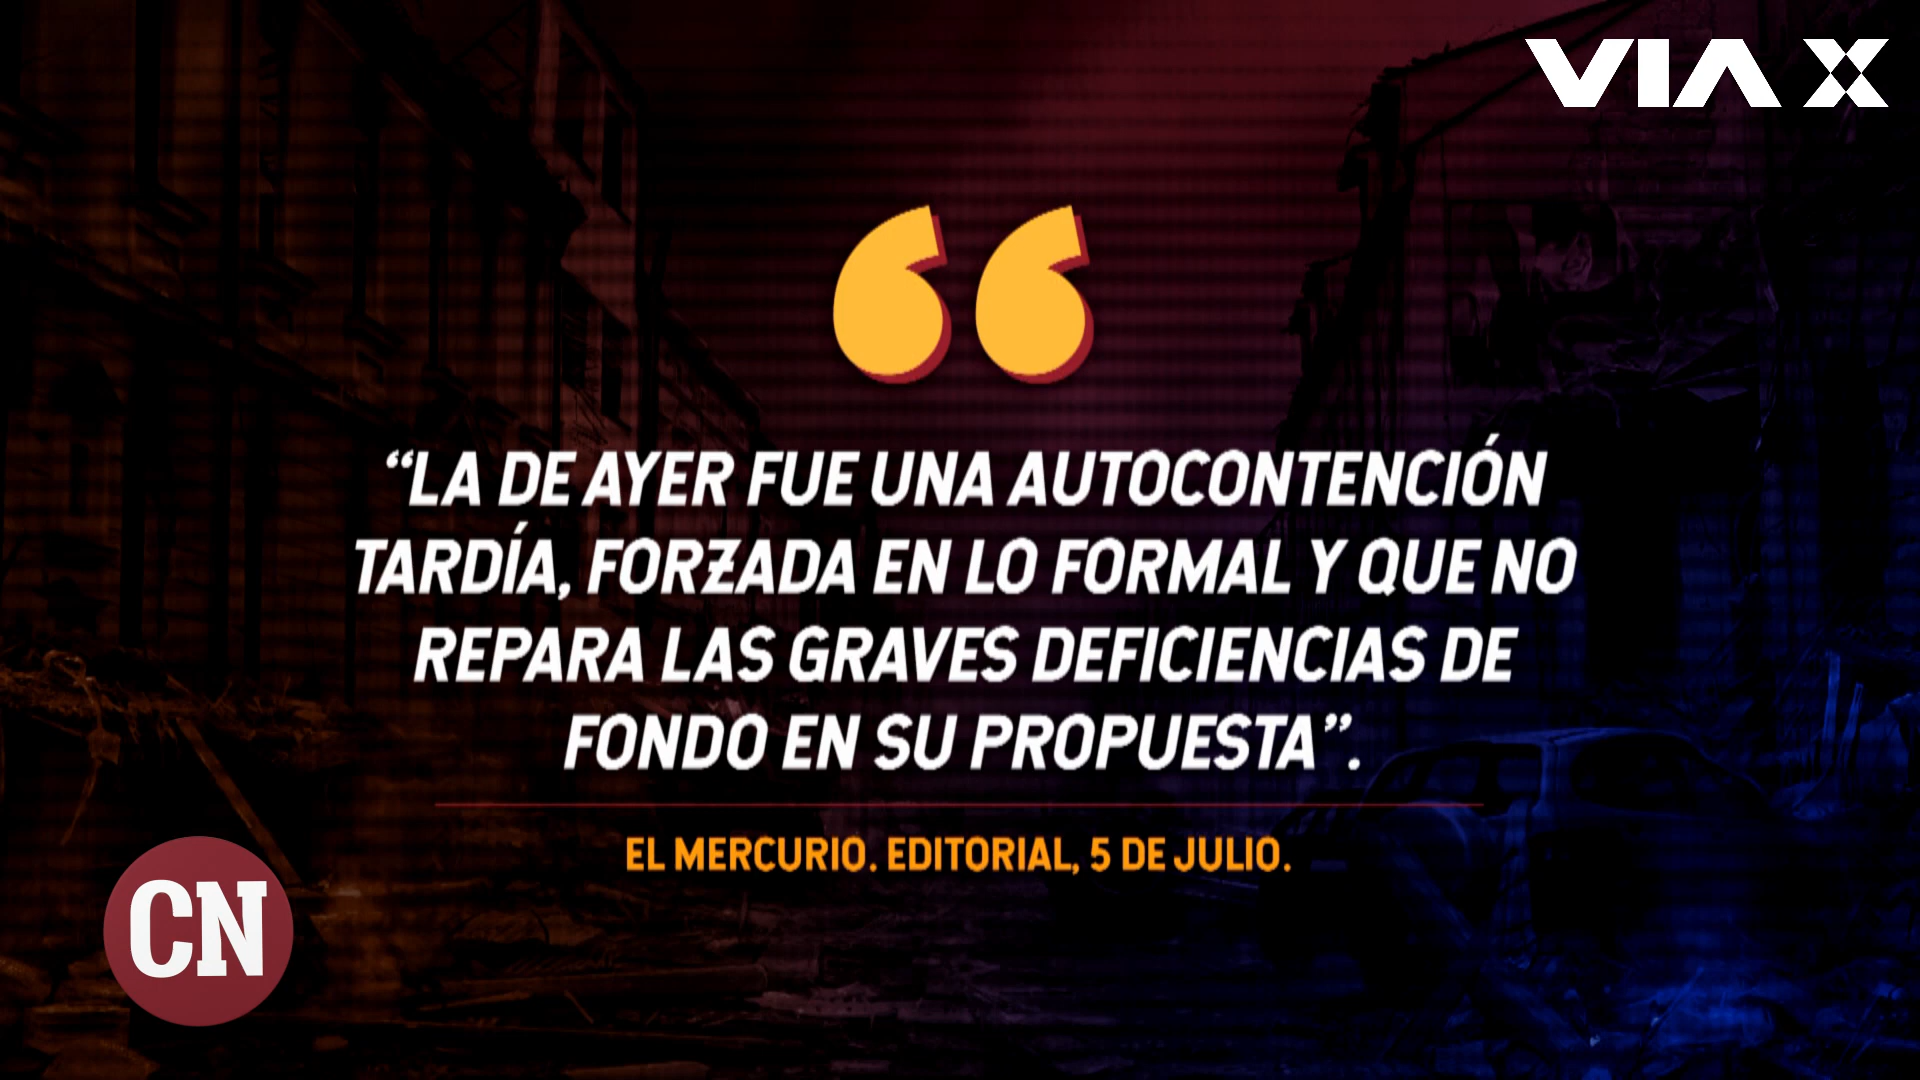 VIA X
“LA DE AYER FUE UNA AUTOCONTENCIÓN
TARDÍA, FORZADA EN LO FORMAL Y QUE NO
REPARA LAS GRAVES DEFICIENCIAS DE
FONDO EN SU PROPUESTA”.
EL MERCURIO. EDITORIAL, 5 DE JULIO.
CN